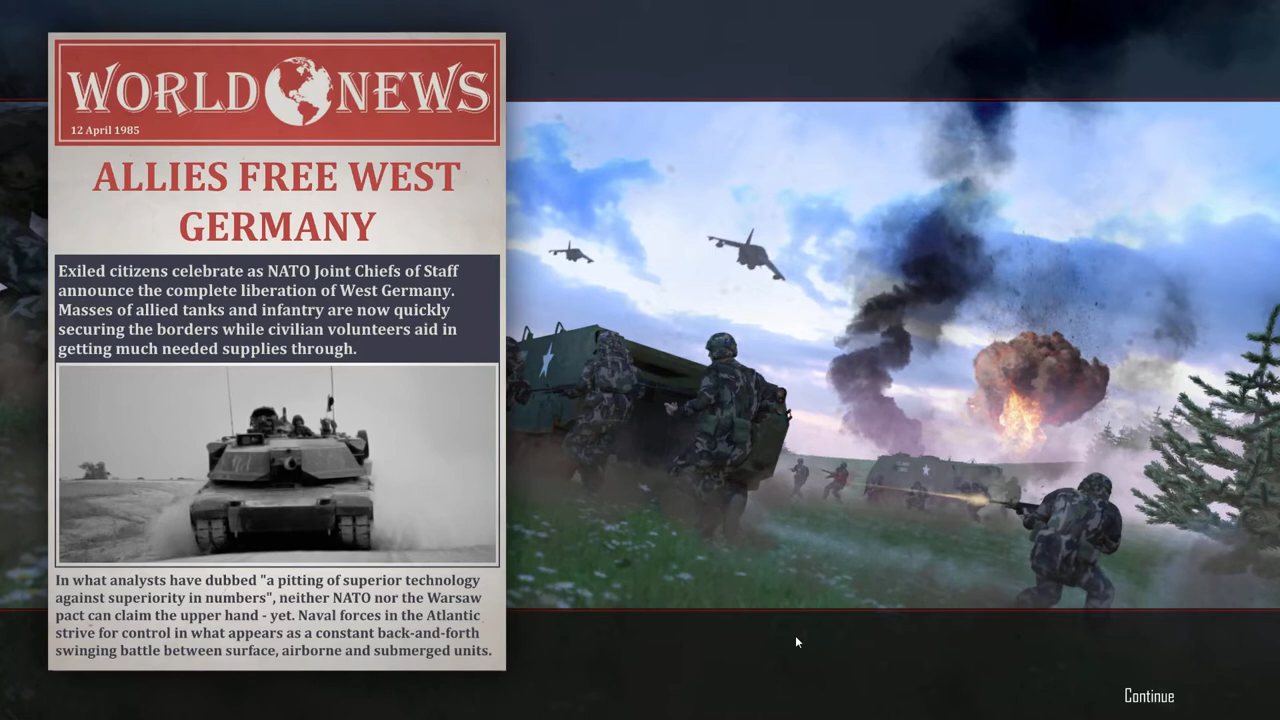 WORLD NEWS
12 April 1985
ALLIES FREE WEST
GERMANY
Exiled citizens celebrate as NATO Joint Chiefs of Staff
announce the complete liberation of West Germany.
Masses of allied tanks and infantry are now quickly
securing the borders while civilian volunteers aid in
getting much needed supplies through.
In what analysts have dubbed "a pitting of superior technology
against superiority in numbers", neither NATO nor the Warsaw
pact can claim the upper hand - yet. Naval forces in the Atlantic
strive for control in what appears as a constant back-and-forth
swinging battle between surface, airborne and submerged units.
Continue